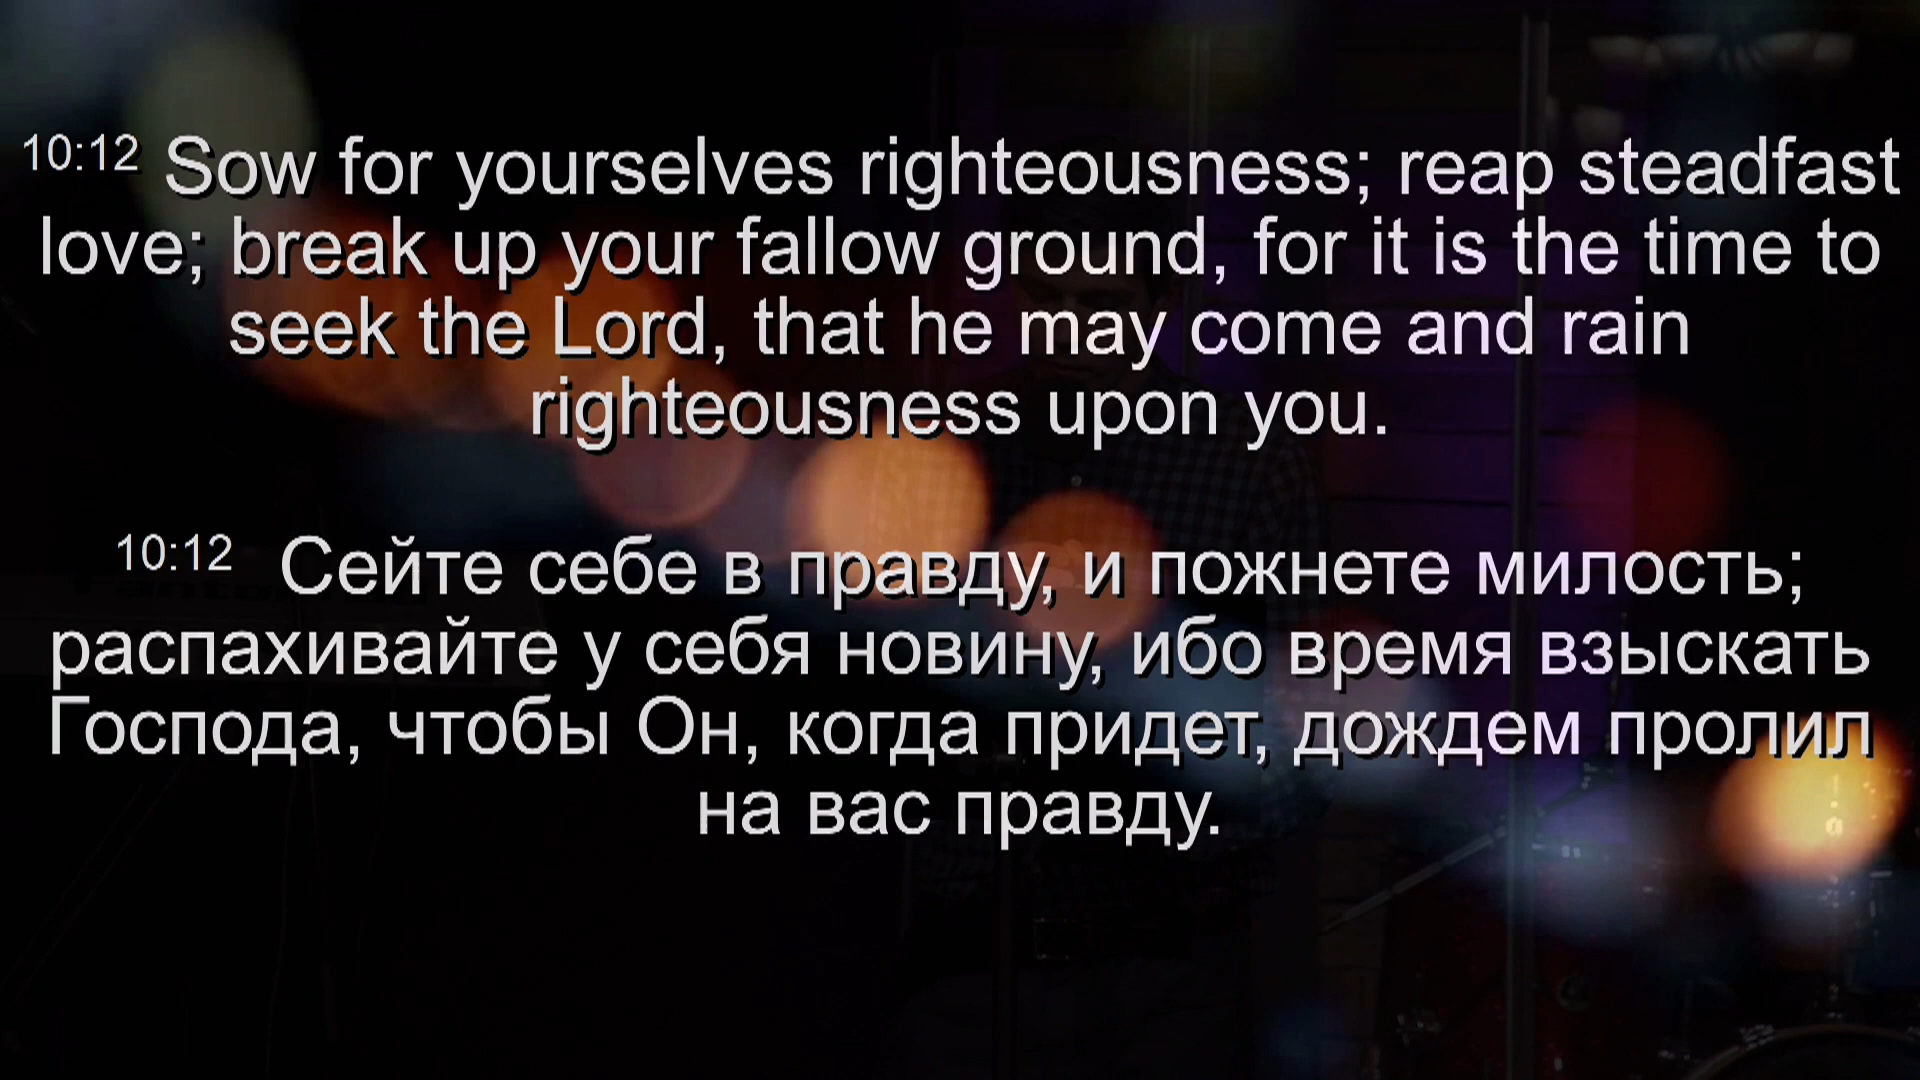 10:12 Sow for yourselves righteousness; reap steadfast
love; break up your fallow ground, for it is the time to
seek the Lord, that he may come and rain
righteousness upon you.
10:12 Сейте себе в правду, и пожнете милость;
распахивайте у себя новину, ибо время взыскать
Господа, чтобы Он, когда придет, дождем пролил
на вас правду.